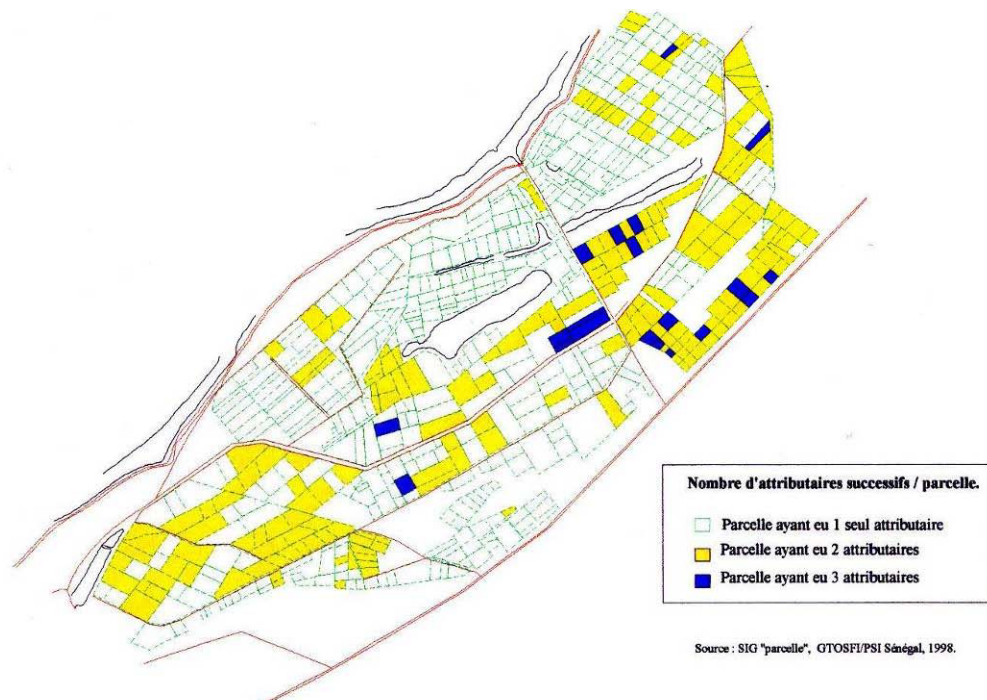 Nombre d'attributaires successifs / parcelle.
Parcelle ayant eu 1 seul attributaire
Parcelle ayant eu 2 attributaires
Parcelle ayant eu 3 attributaires
Source : SIG "parcelle", GTOSFI/PSI Sénégal, 1998.